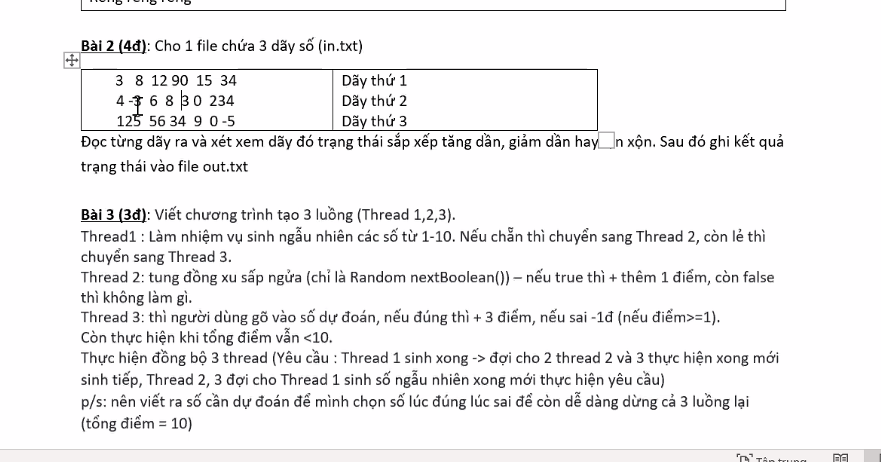 Bài 2 (4đ): Cho 1 file chứa 3 dãy số (in.txt)
3 8 12 90 15 34 Dãy thứ 1
4 -3 6 8 3 0 234 Dãy thứ 2
125 56 34 9 0 -5 Dãy thứ 3
Đọc từng dãy ra và xét xem dãy đó trạng thái sắp xếp tăng dần, giảm dần hay n xộn. Sau đó ghi kết quả
trạng thái vào file out.txt
Bài 3 (3đ): Viết chương trình tạo 3 luồng (Thread 1,2,3).
Thread1 : Làm nhiệm vụ sinh ngẫu nhiên các số từ 1-10. Nếu chẵn thì chuyển sang Thread 2, còn lẻ thì
chuyển sang Thread 3.
Thread 2: tung đồng xu sấp ngửa (chỉ là Random nextBoolean()) – nếu true thì + thêm 1 điểm, còn false
thì không làm gì.
Thread 3: thì người dùng gõ vào số dự đoán, nếu đúng thì + 3 điểm, nếu sai -1đ (nếu điểm>=1).
Còn thực hiện khi tổng điểm vẫn <10.
Thực hiện đồng bộ 3 thread (Yêu cầu : Thread 1 sinh xong -> đợi cho 2 thread 2 và 3 thực hiện xong mới
sinh tiếp, Thread 2, 3 đợi cho Thread 1 sinh số ngẫu nhiên xong mới thực hiện yêu cầu)
p/s: nên viết ra số cần dự đoán để mình chọn số lúc đúng lúc sai để còn dễ dàng dừng cả 3 luồng lại
(tổng điểm = 10)